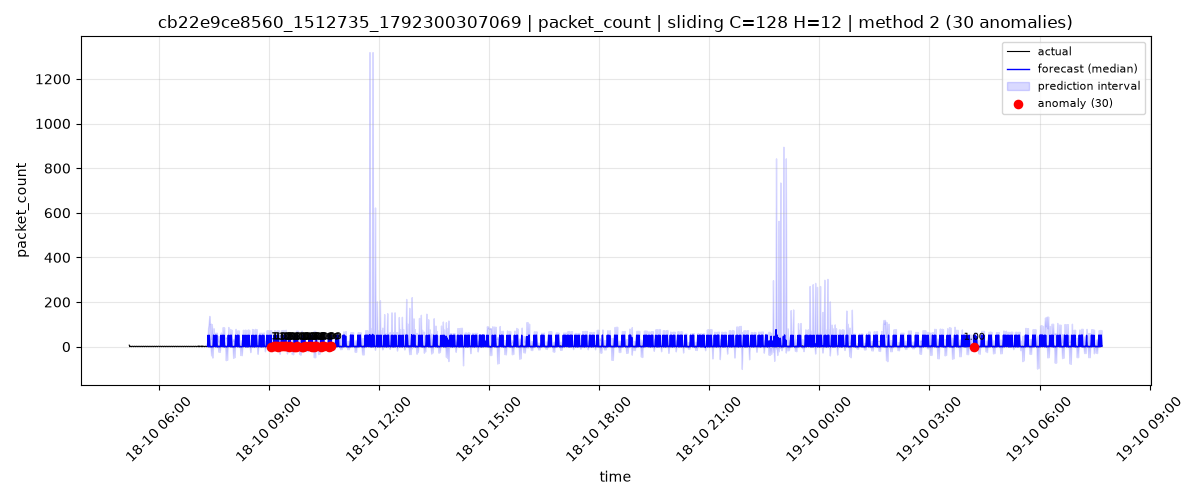 cb22e9ce8560_1512735_1792300307069 | packet_count | sliding C=128 H=12 | method 2 (30 anomalies)
actual
forecast (median)
prediction interval
anomaly (30)
packet_count
1200
1000
800
600
400
200
0
1.00
18-10 06:00
18-10 09:00
18-10 12:00
18-10 15:00
18-10 18:00
18-10 21:00
19-10 00:00
19-10 03:00
19-10 06:00
19-10 09:00
time